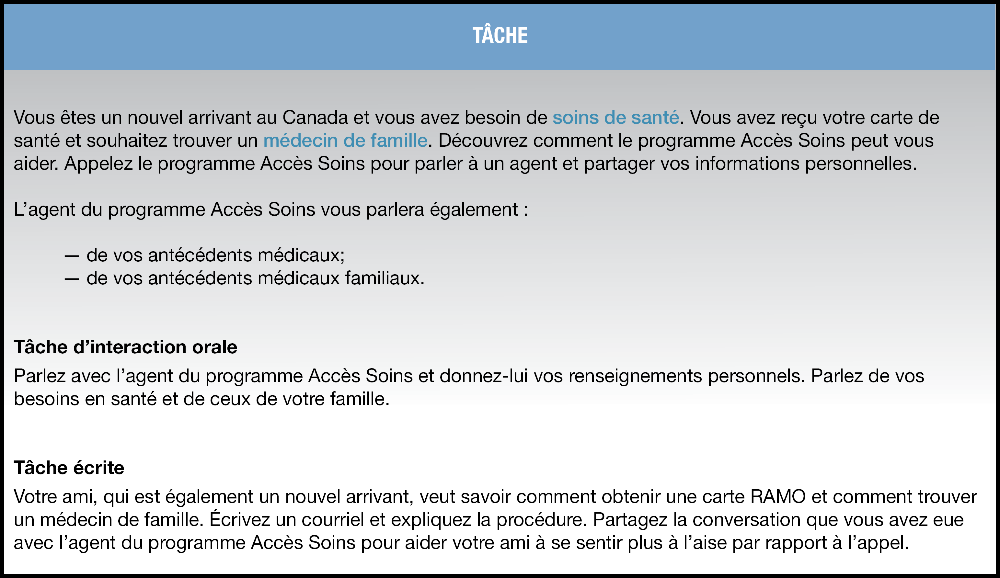 TÂCHE
Vous êtes un nouvel arrivant au Canada et vous avez besoin de soins de santé. Vous avez reçu votre carte de
santé et souhaitez trouver un médecin de famille. Découvrez comment le programme Accès Soins peut vous
aider. Appelez le programme Accès Soins pour parler à un agent et partager vos informations personnelles.
L’agent du programme Accès Soins vous parlera également :
— de vos antécédents médicaux;
— de vos antécédents médicaux familiaux.
Tâche d’interaction orale
Parlez avec l’agent du programme Accès Soins et donnez-lui vos renseignements personnels. Parlez de vos
besoins en santé et de ceux de votre famille.
Tâche écrite
Votre ami, qui est également un nouvel arrivant, veut savoir comment obtenir une carte RAMO et comment trouver
un médecin de famille. Écrivez un courriel et expliquez la procédure. Partagez la conversation que vous avez eue
avec l’agent du programme Accès Soins pour aider votre ami à se sentir plus à l’aise par rapport à l’appel.